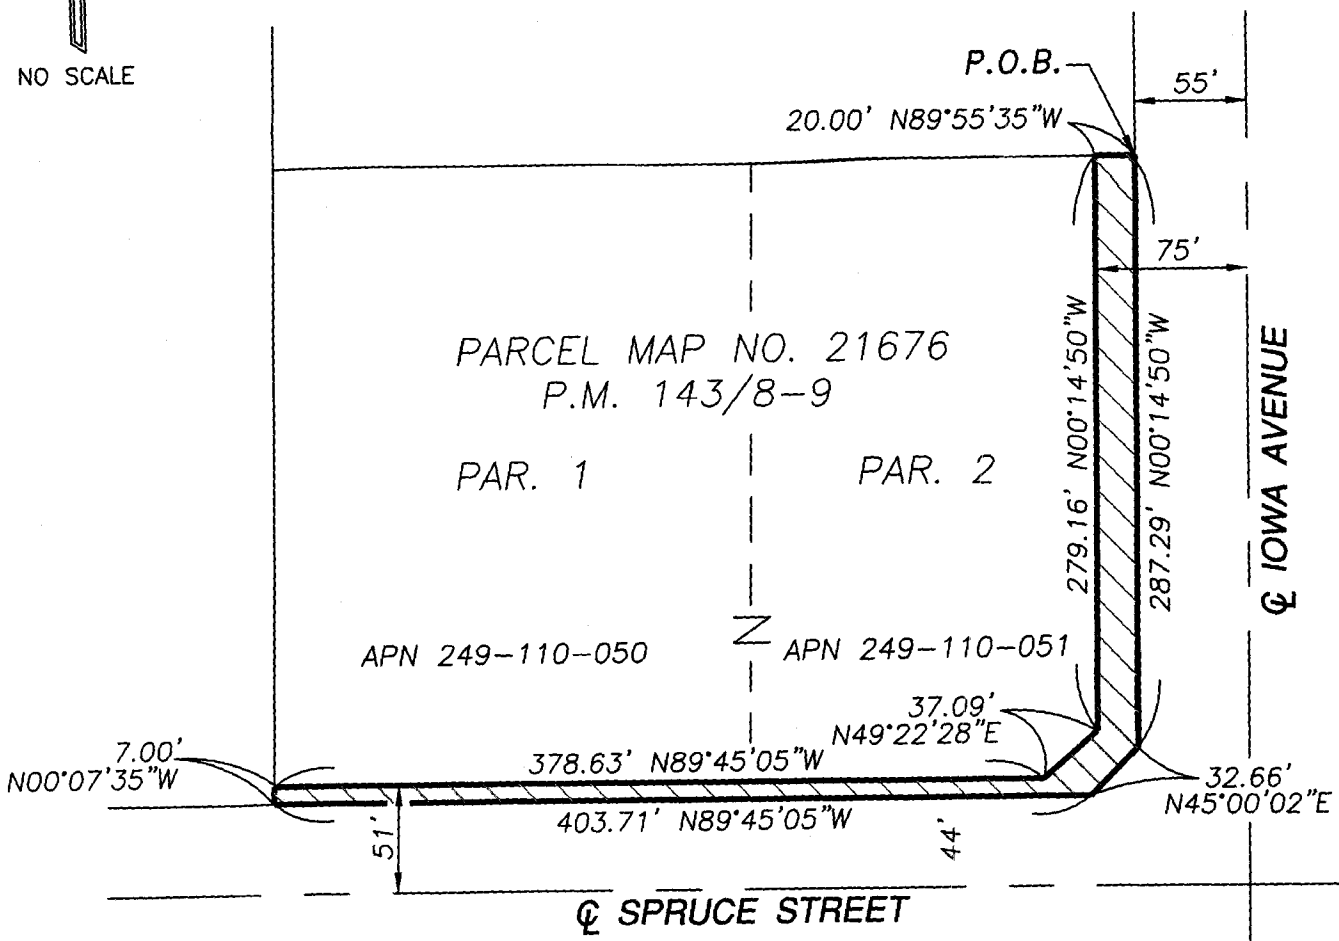 NO SCALE
P.O.B.
55'
20.00' N89°55'35"W
75'
PARCEL MAP NO. 21676
P.M. 143/8-9
PAR. 1
PAR. 2
279.16' N00°14'50"W
287.29' N00°14'50"W
℄ IOWA AVENUE
APN 249-110-050
APN 249-110-051
37.09'
N49°22'28"E
7.00'
N00°07'35"W
378.63' N89°45'05"W
32.66'
N45°00'02"E
403.71' N89°45'05"W
51'
44'
℄ SPRUCE STREET